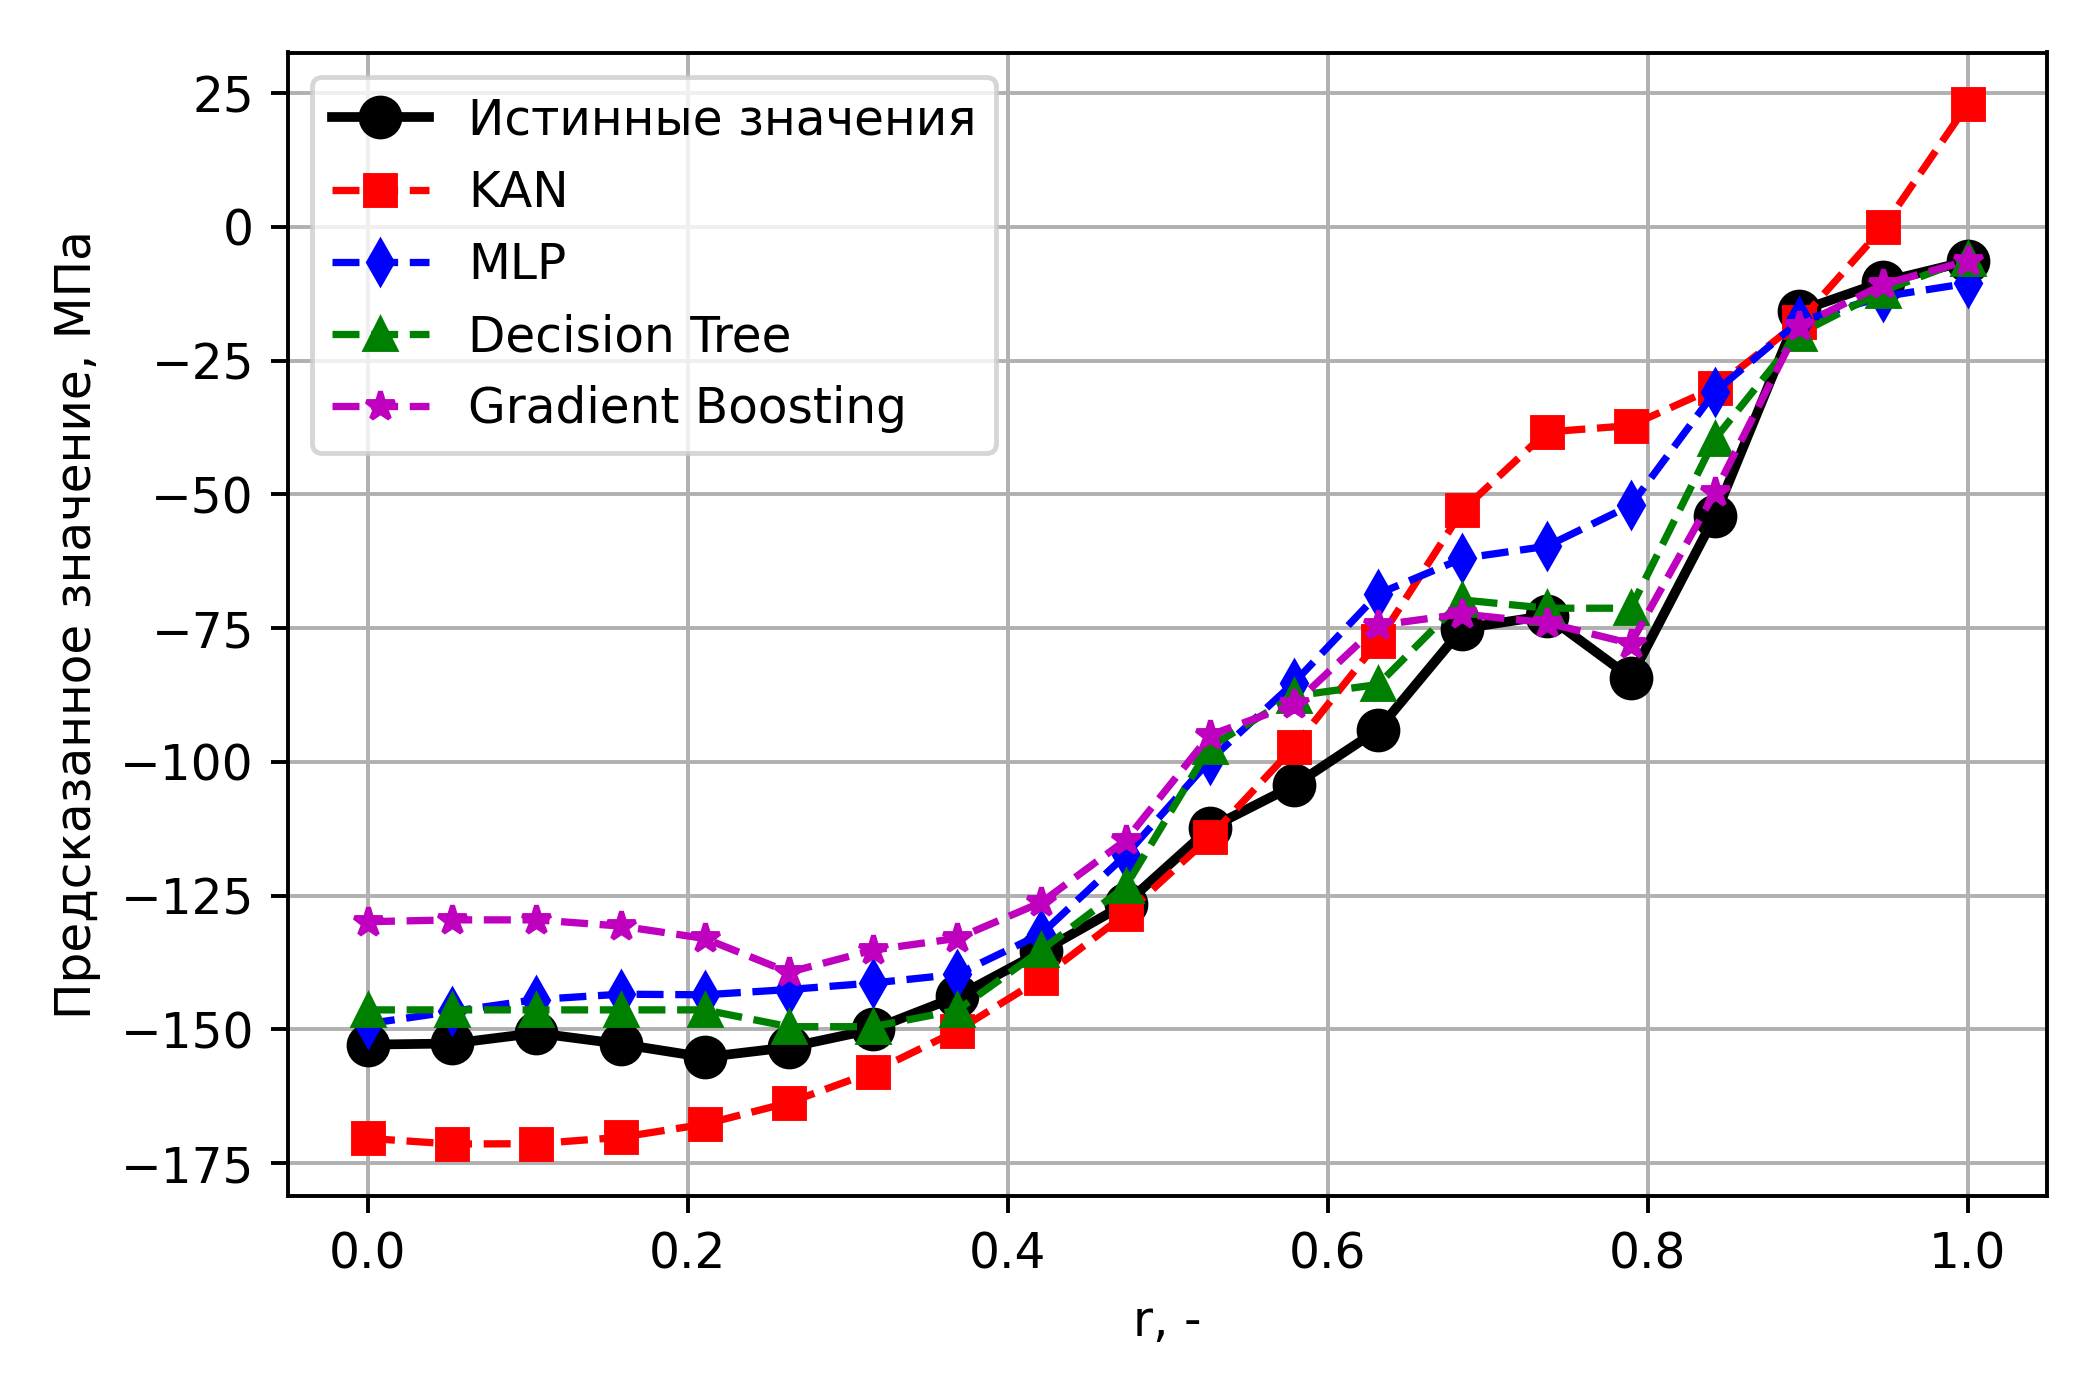 Предсказанное значение, МПа
25
0
−25
−50
−75
−100
−125
−150
−175
Истинные значения
KAN
MLP
Decision Tree
Gradient Boosting
0.0 0.2 0.4 0.6 0.8 1.0
r, -